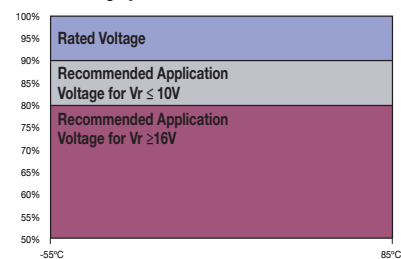 100%
95%
90%
85%
80%
75%
70%
65%
60%
55%
50%
Rated Voltage
Recommended Application
Voltage for Vr ≤ 10V
Recommended Application
Voltage for Vr ≥16V
-55ºC
85ºC